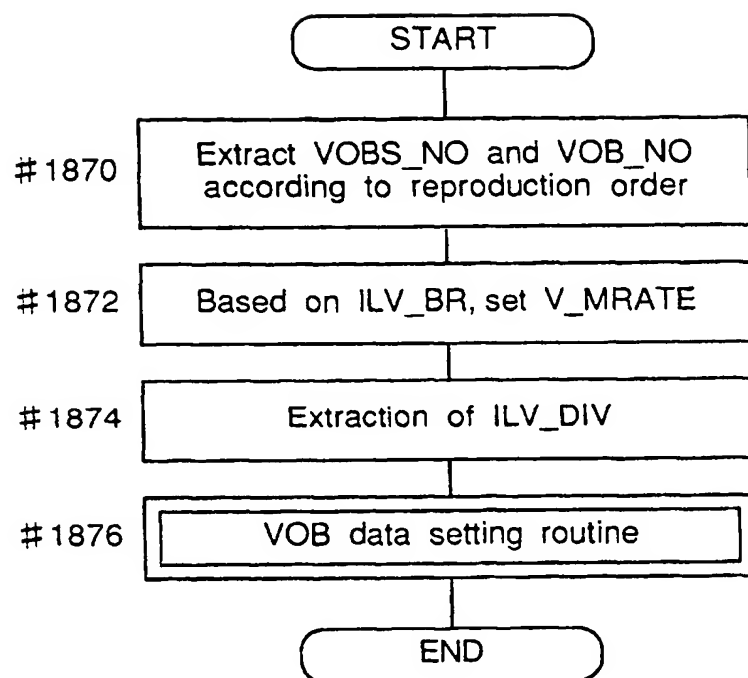 START
#1870
Extract VOBS_NO and VOB_NO
according to reproduction order
#1872
Based on ILV_BR, set V_MRATE
#1874
Extraction of ILV_DIV
#1876
VOB data setting routine
END